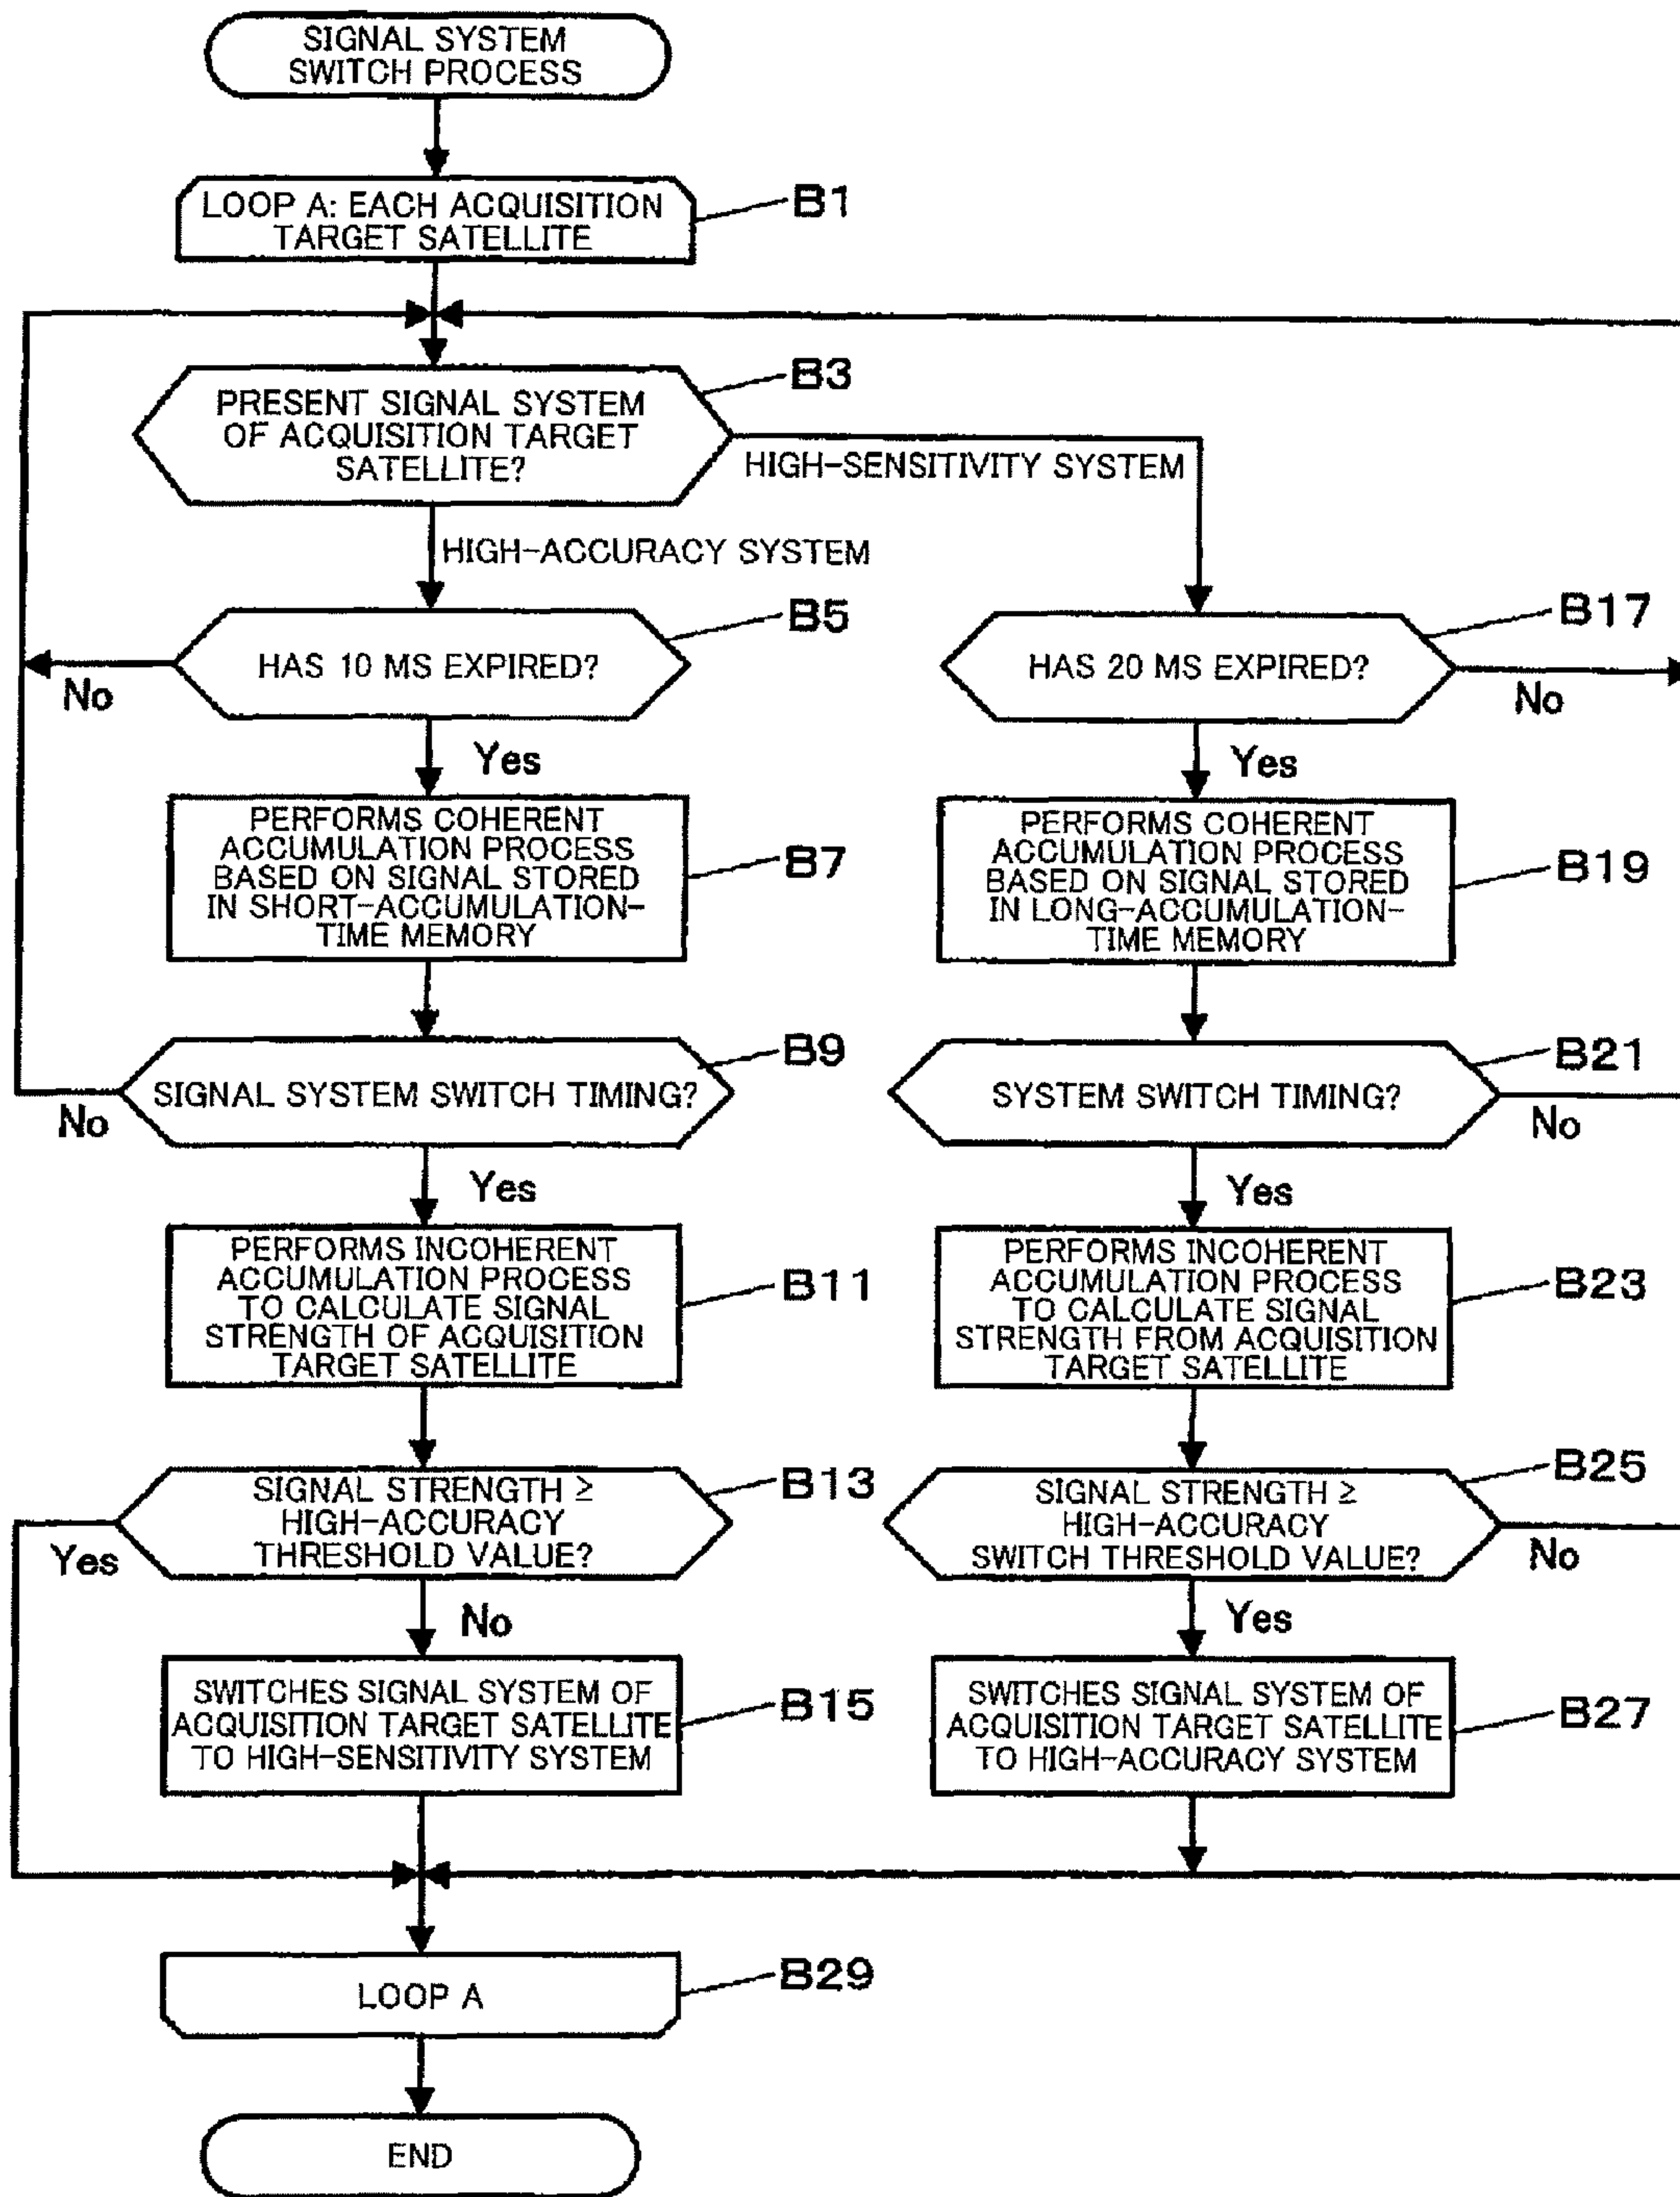 SIGNAL SYSTEM
SWITCH PROCESS
LOOP A: EACH ACQUISITION
TARGET SATELLITE
B1
PRESENT SIGNAL SYSTEM
OF ACQUISITION TARGET
SATELLITE?
B3
HIGH-SENSITIVITY SYSTEM
HIGH-ACCURACY SYSTEM
HAS 10 MS EXPIRED?
B5
No
Yes
HAS 20 MS EXPIRED?
B17
No
Yes
PERFORMS COHERENT
ACCUMULATION PROCESS
BASED ON SIGNAL STORED
IN SHORT-ACCUMULATION-
TIME MEMORY
B7
PERFORMS COHERENT
ACCUMULATION PROCESS
BASED ON SIGNAL STORED
IN LONG-ACCUMULATION-
TIME MEMORY
B19
SIGNAL SYSTEM SWITCH TIMING?
B9
No
Yes
SYSTEM SWITCH TIMING?
B21
No
Yes
PERFORMS INCOHERENT
ACCUMULATION PROCESS
TO CALCULATE SIGNAL
STRENGTH OF ACQUISITION
TARGET SATELLITE
B11
PERFORMS INCOHERENT
ACCUMULATION PROCESS
TO CALCULATE SIGNAL
STRENGTH FROM ACQUISITION
TARGET SATELLITE
B23
SIGNAL STRENGTH ≥
HIGH-ACCURACY
THRESHOLD VALUE?
B13
Yes
No
SIGNAL STRENGTH ≥
HIGH-ACCURACY
SWITCH THRESHOLD VALUE?
B25
No
Yes
SWITCHES SIGNAL SYSTEM OF
ACQUISITION TARGET SATELLITE
TO HIGH-SENSITIVITY SYSTEM
B15
SWITCHES SIGNAL SYSTEM OF
ACQUISITION TARGET SATELLITE
TO HIGH-ACCURACY SYSTEM
B27
LOOP A
B29
END